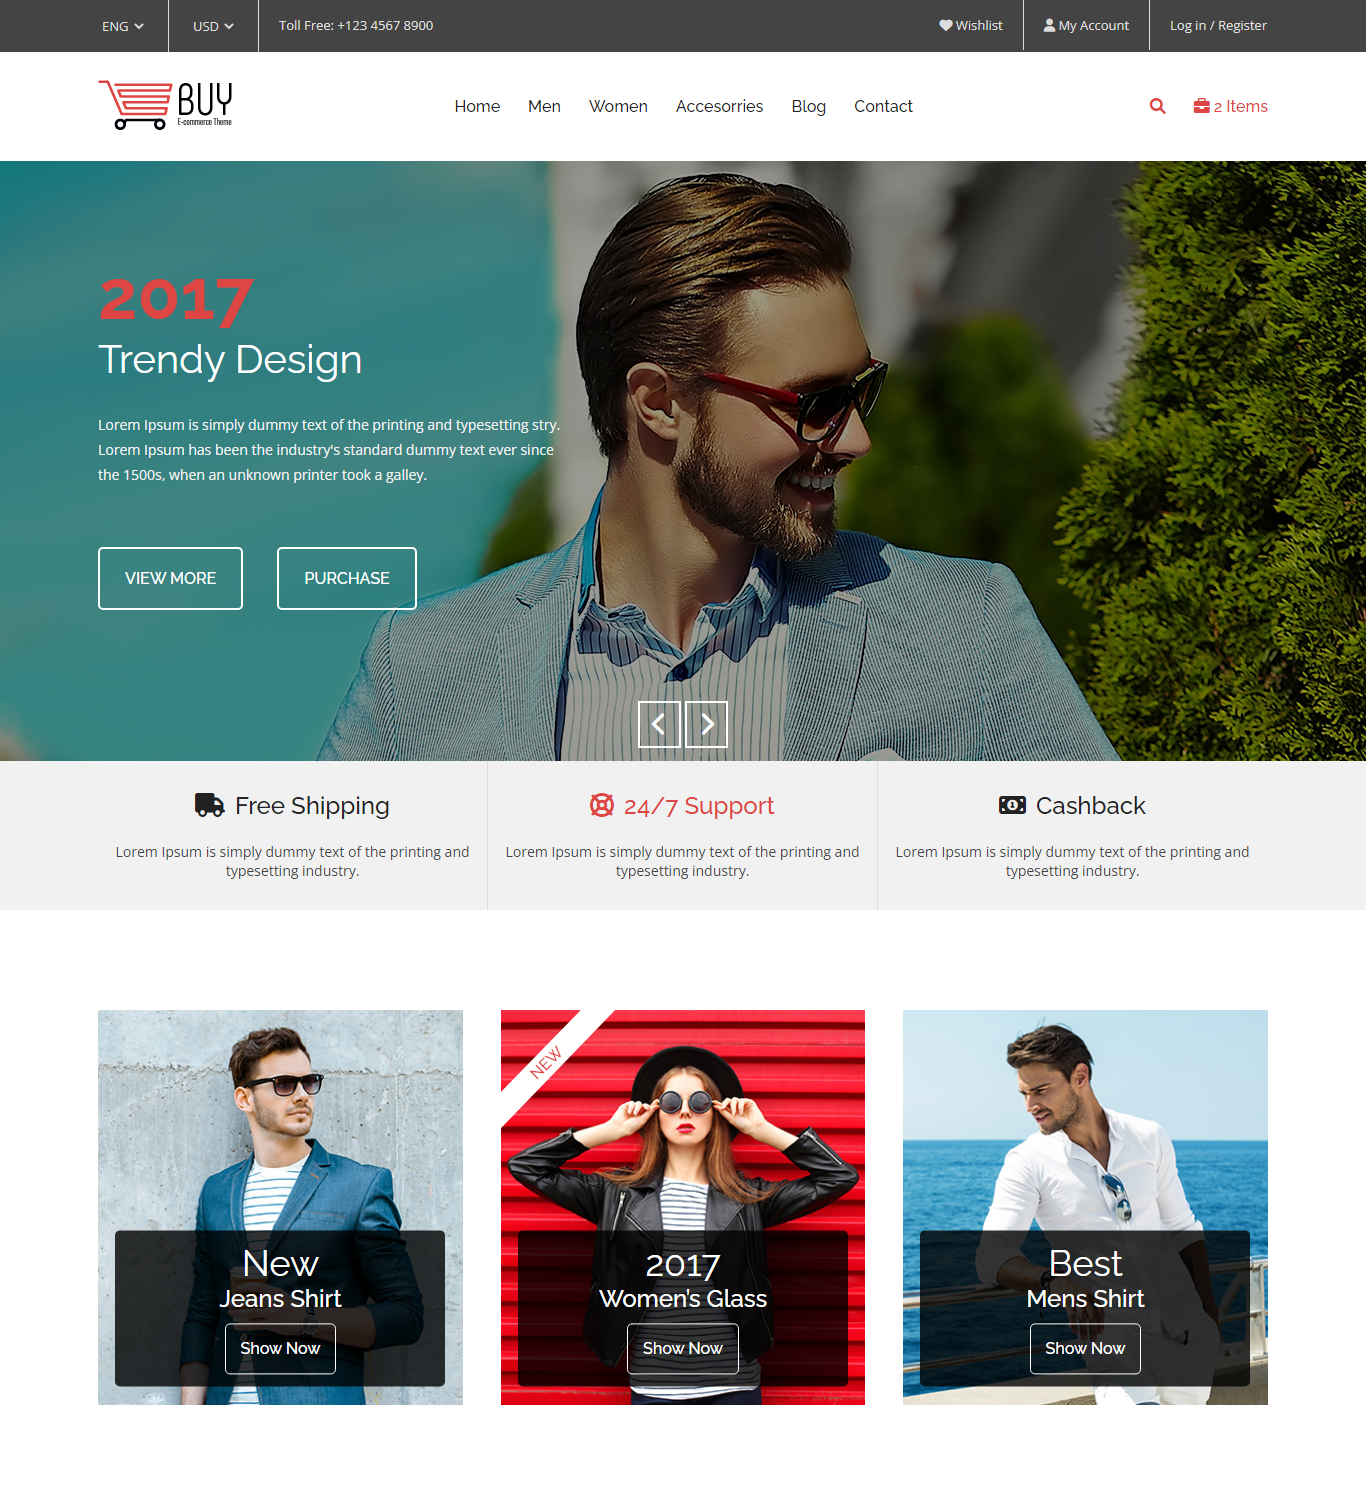 ENG
USD
Toll Free: +123 4567 8900
Wishlist
My Account
Log in / Register
BUY
E-commerce Theme
Home
Men
Women
Accesorries
Blog
Contact
2 Items
2017
Trendy Design
Lorem Ipsum is simply dummy text of the printing and typesetting stry.
Lorem Ipsum has been the industry's standard dummy text ever since
the 1500s, when an unknown printer took a galley.
VIEW MORE
PURCHASE
Free Shipping
Lorem Ipsum is simply dummy text of the printing and
typesetting industry.
24/7 Support
Lorem Ipsum is simply dummy text of the printing and
typesetting industry.
Cashback
Lorem Ipsum is simply dummy text of the printing and
typesetting industry.
New
Jeans Shirt
Show Now
NEW
2017
Women's Glass
Show Now
Best
Mens Shirt
Show Now